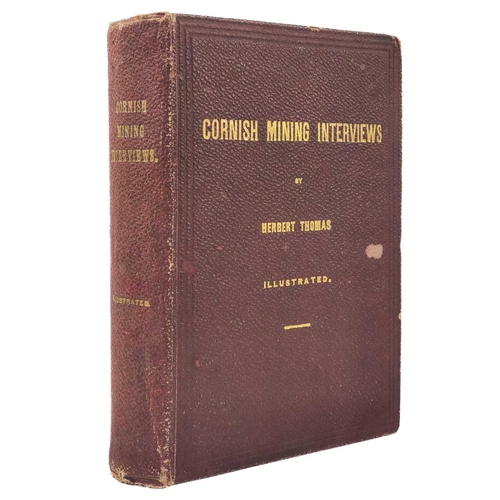 CORNISH
MINING
INTERVIEWS.
ILLUSTRATED.
CORNISH MINING INTERVIEWS
BY
HERBERT THOMAS
ILLUSTRATED.